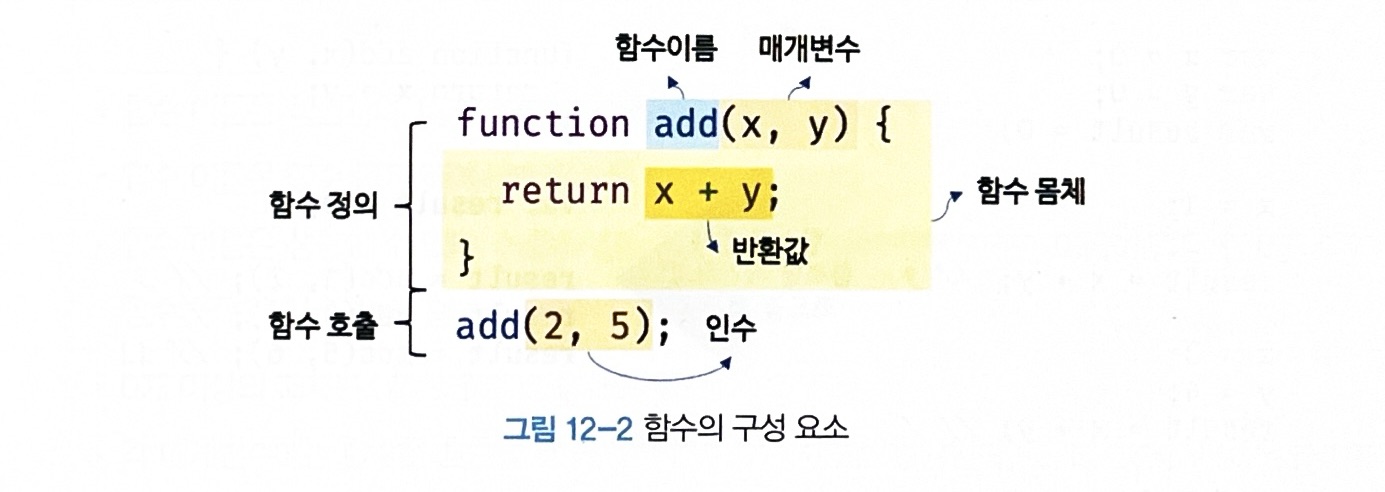 함수이름 매개변수
function add(x, y) {
함수 정의 return x + y; 함수 몸체
} 반환값
함수 호출 add(2, 5); 인수
그림 12-2 함수의 구성 요소